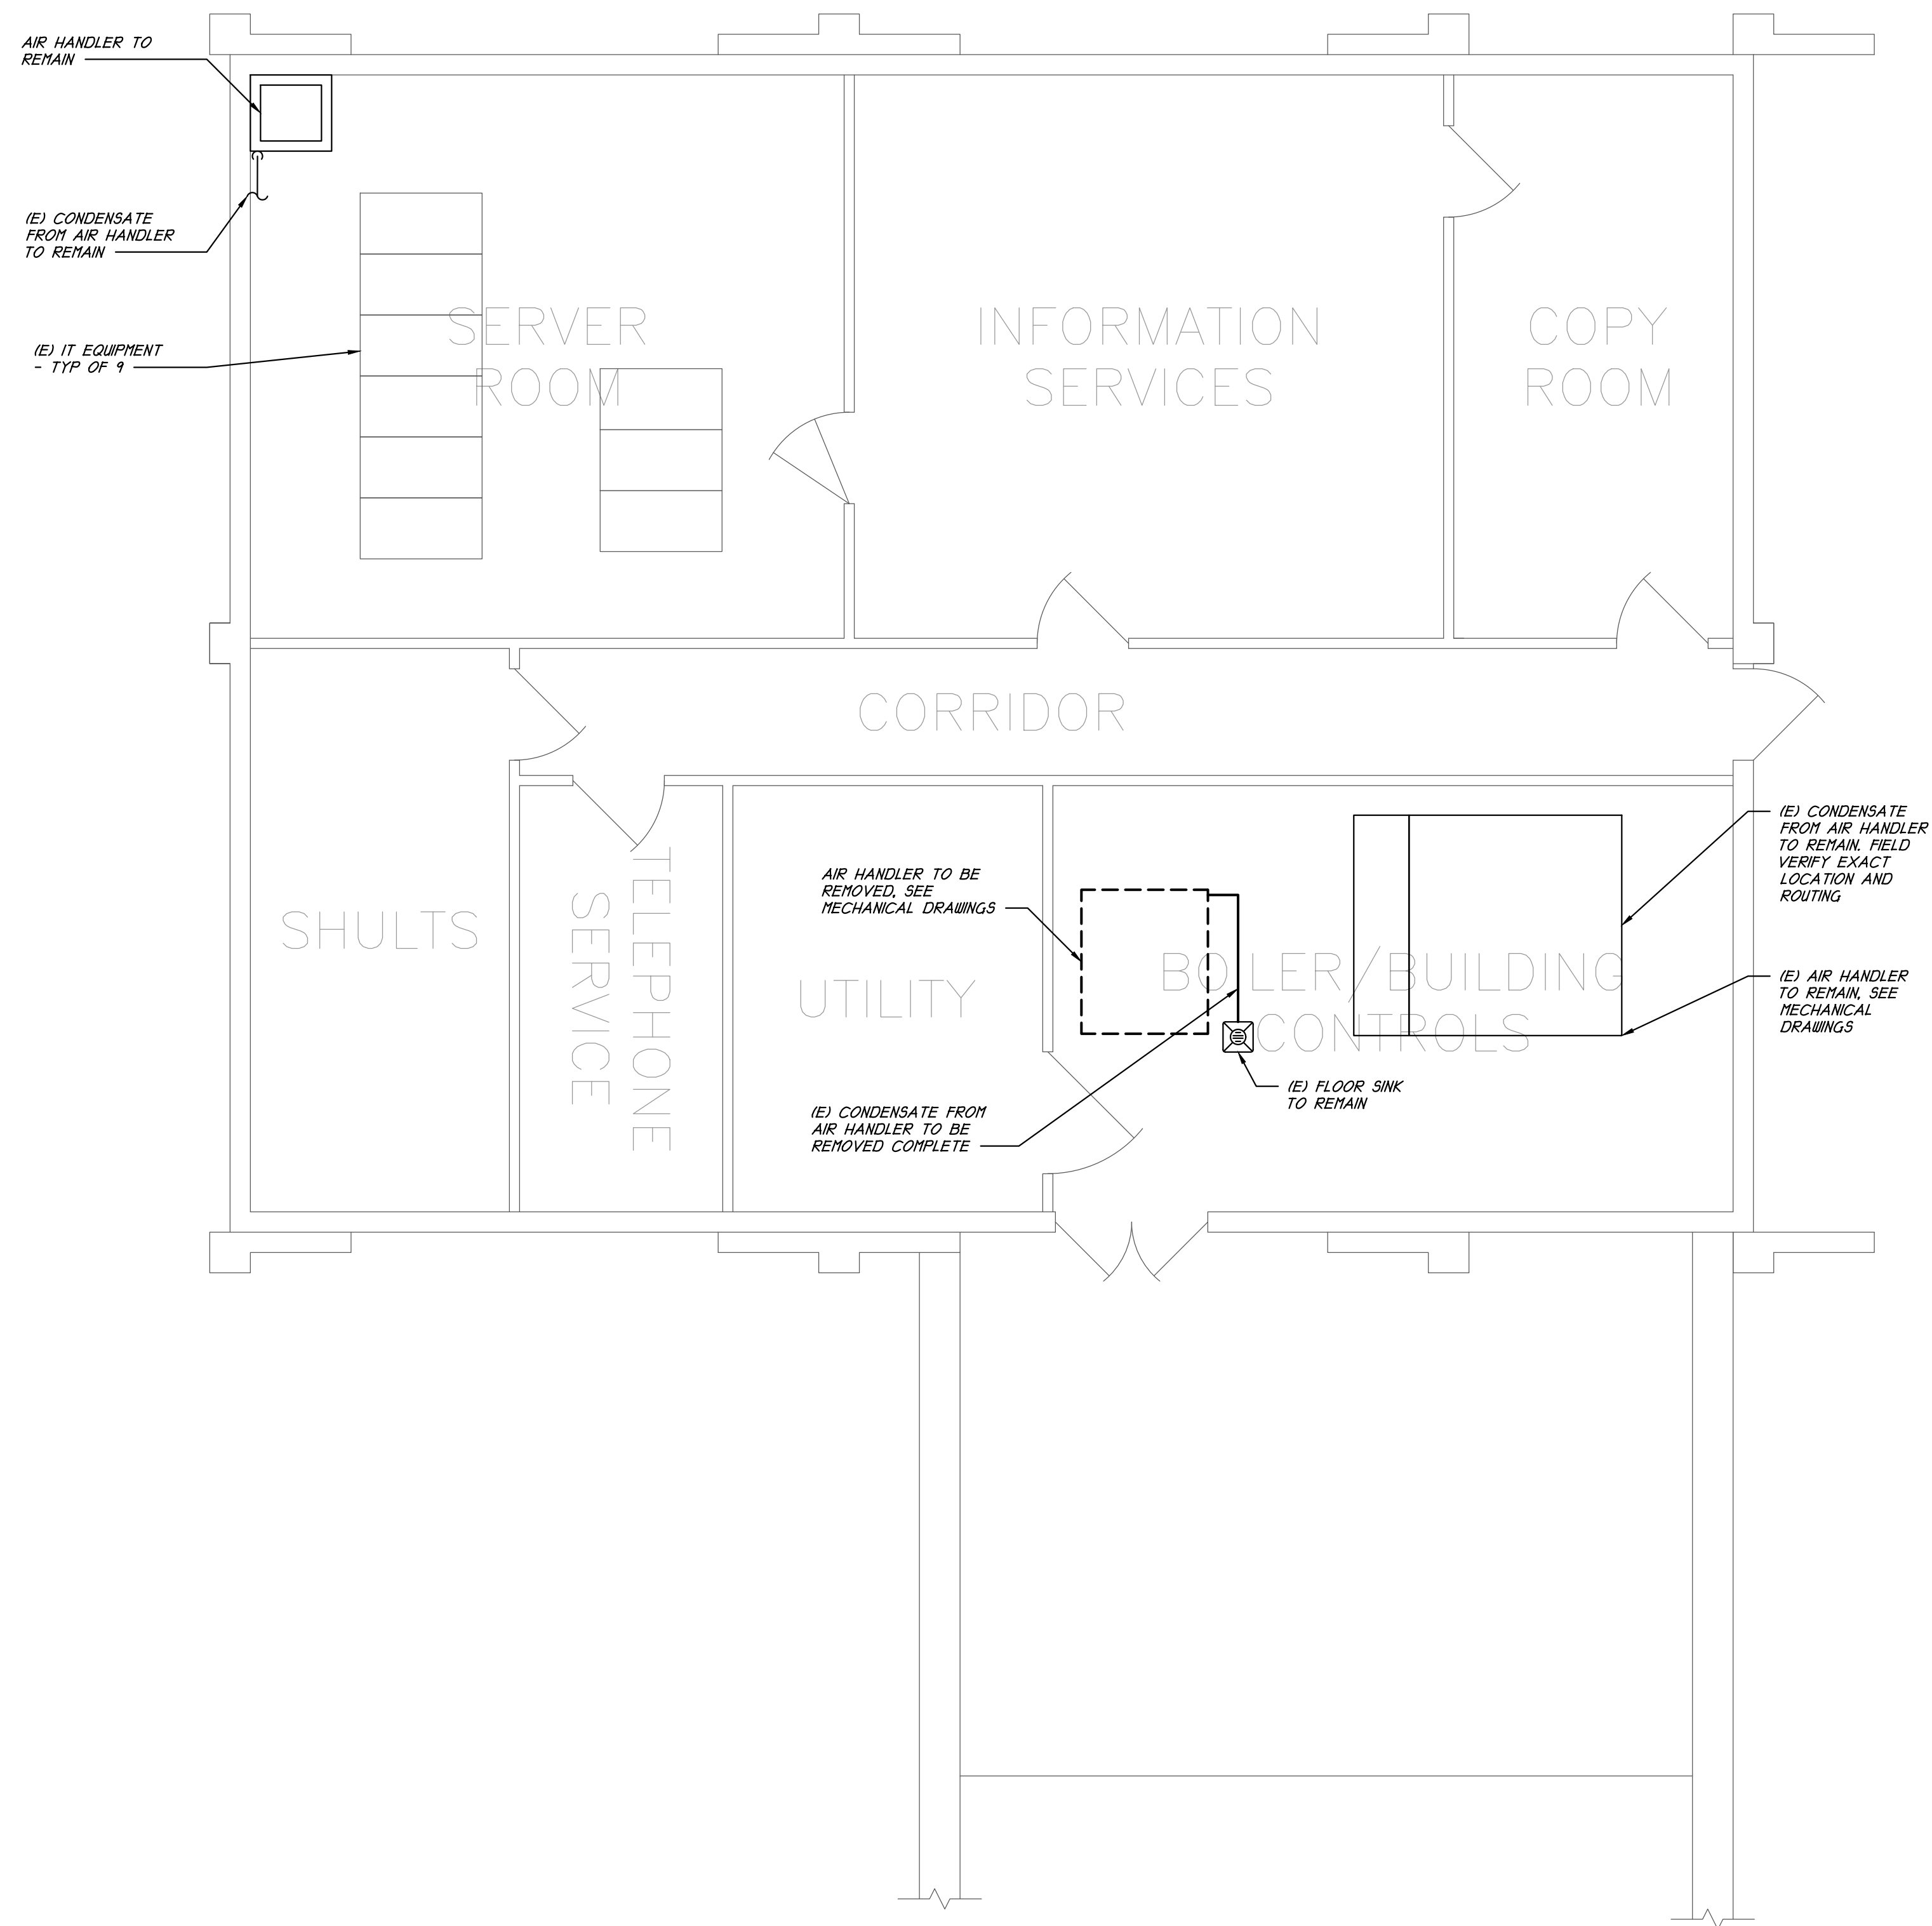 AIR HANDLER TO
REMAIN
(E) CONDENSATE
FROM AIR HANDLER
TO REMAIN
(E) IT EQUIPMENT
- TYP OF 9
SERVER
ROOM
INFORMATION
SERVICES
COPY
ROOM
CORRIDOR
SHULTS
TELEPHONE
SERVICE
UTILITY
AIR HANDLER TO BE
REMOVED, SEE
MECHANICAL DRAWINGS
BOILER/BUILDING
CONTROLS
(E) CONDENSATE
FROM AIR HANDLER
TO REMAIN. FIELD
VERIFY EXACT
LOCATION AND
ROUTING
(E) AIR HANDLER
TO REMAIN, SEE
MECHANICAL
DRAWINGS
(E) FLOOR SINK
TO REMAIN
(E) CONDENSATE FROM
AIR HANDLER TO BE
REMOVED COMPLETE